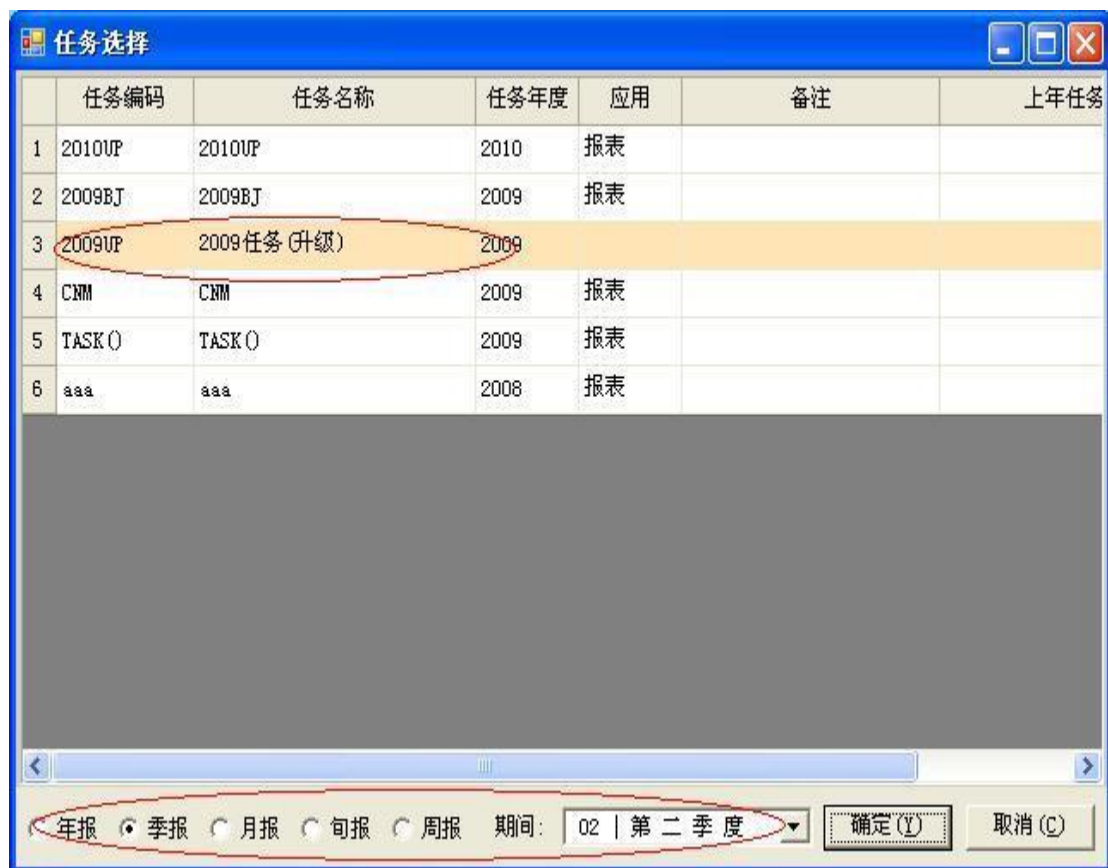 任务选择
任务编码 任务名称 任务年度 应用 备注 上年任务
1 2010UP 2010UP 2010 报表
2 2009BJ 2009BJ 2009 报表
3 2009UP 2009任务(升级) 2009
4 CNM CNM 2009 报表
5 TASK() TASK() 2009 报表
6 aaa aaa 2008 报表
年报 季报 月报 旬报 周报 期间: 02 | 第 二 季 度 确定(Y) 取消(C)